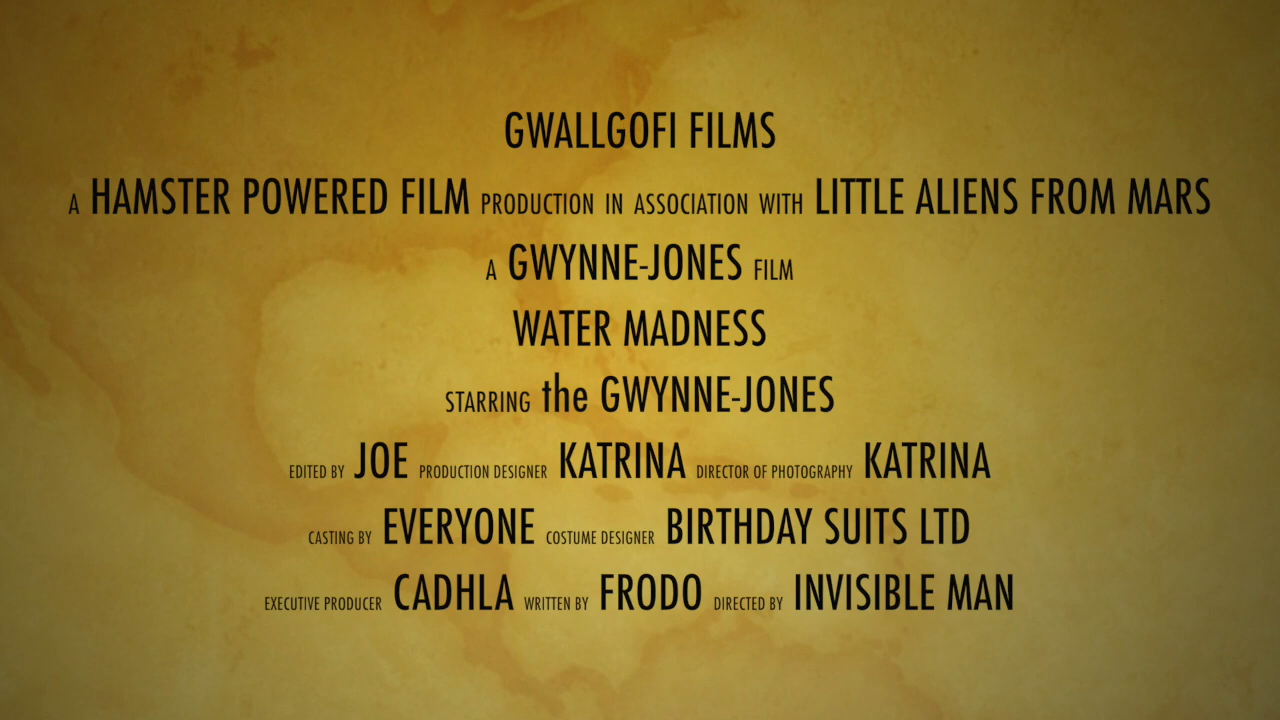 GWALLGOFI FILMS
A HAMSTER POWERED FILM PRODUCTION IN ASSOCIATION WITH LITTLE ALIENS FROM MARS
A GWYNNE-JONES FILM
WATER MADNESS
STARRING the GWYNNE-JONES
EDITED BY JOE PRODUCTION DESIGNER KATRINA DIRECTOR OF PHOTOGRAPHY KATRINA
CASTING BY EVERYONE COSTUME DESIGNER BIRTHDAY SUITS LTD
EXECUTIVE PRODUCER CADHLA WRITTEN BY FRODO DIRECTED BY INVISIBLE MAN